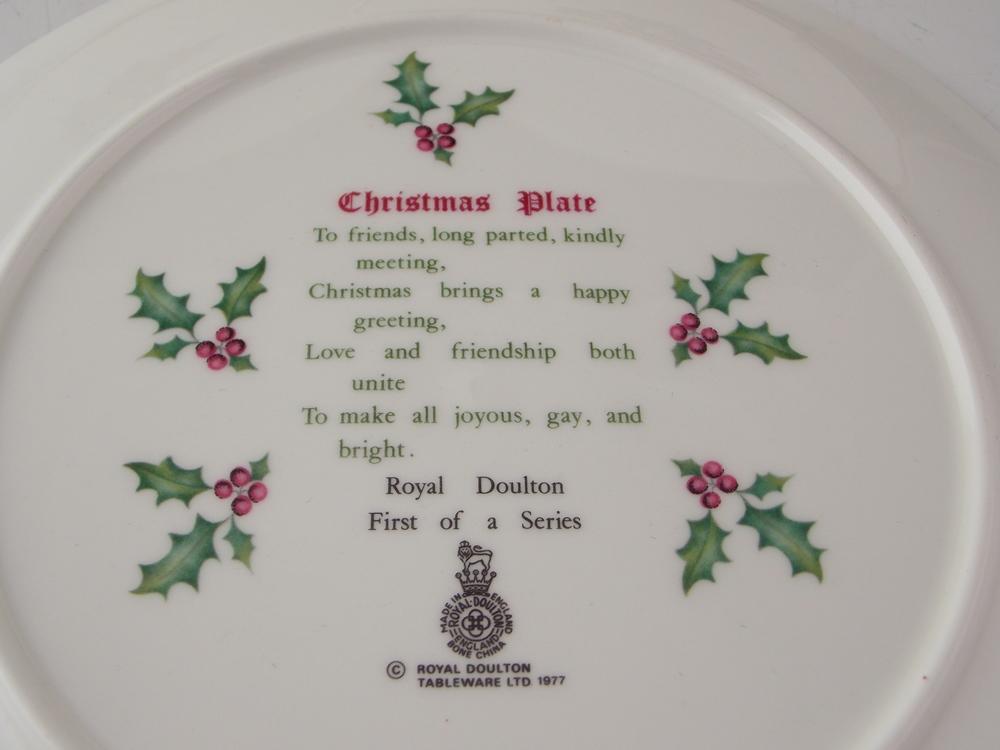 Christmas Plate
To friends, long parted, kindly
meeting,
Christmas brings a happy
greeting,
Love and friendship both
unite
To make all joyous, gay, and
bright.
Royal Doulton
First of a Series
MADE IN ENGLAND
ROYAL·DOULTON
ENGLAND
BONE CHINA
© ROYAL DOULTON
TABLEWARE LTD 1977